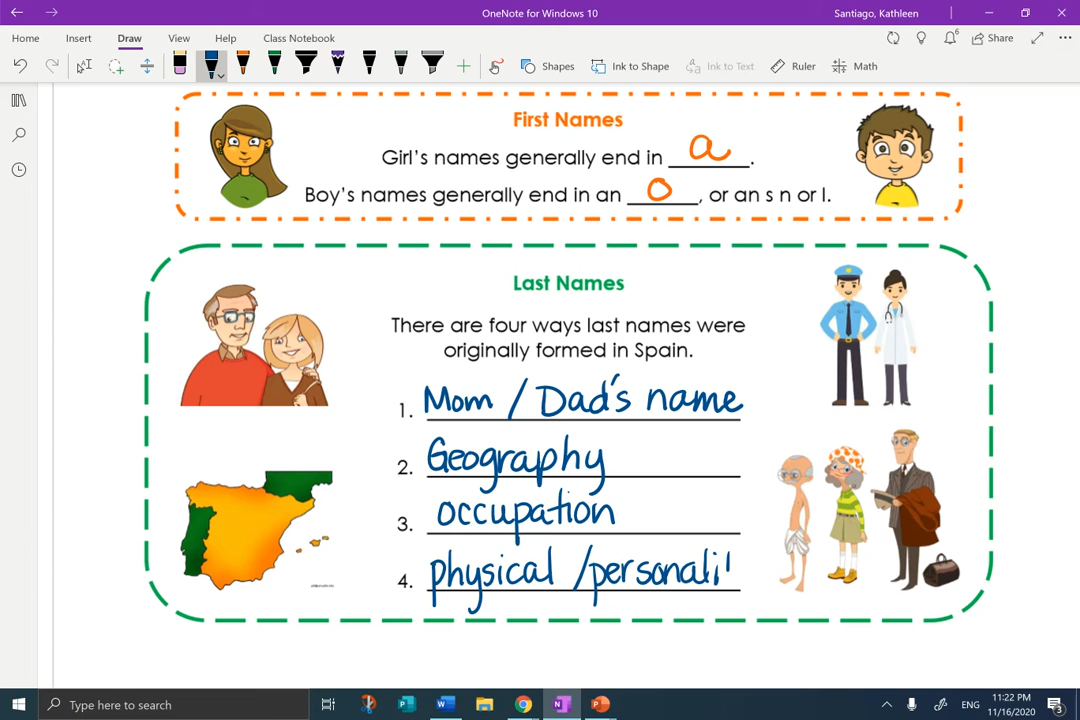 OneNote for Windows 10
Santiago, Kathleen
Home Insert Draw View Help Class Notebook
6
Share
Shapes
Ink to Shape
Ink to Text
Ruler
Math
First Names
Girl's names generally end in a.
Boy's names generally end in an o, or an s n or l.
Last Names
There are four ways last names were
originally formed in Spain.
1. Mom / Dad's name
2. Geography
3. occupation
4. physical /personali
Type here to search
ENG
11:22 PM
11/16/2020
3